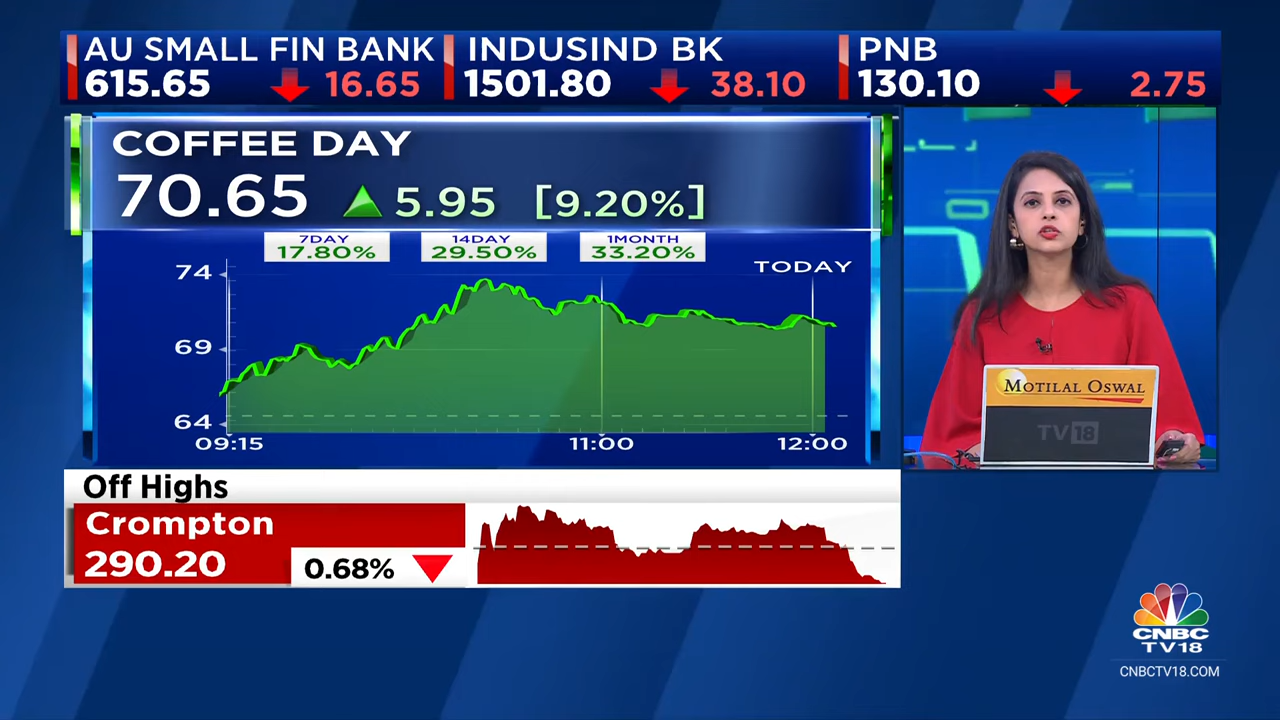 AU SMALL FIN BANK INDUSIND BK PNB
615.65 16.65 1501.80 38.10 130.10 2.75
COFFEE DAY
70.65 5.95 [9.20%]
7DAY 14DAY 1MONTH
17.80% 29.50% 33.20%
TODAY
74
69
64
09:15 11:00 12:00
MOTILAL OSWAL
TV18
Off Highs
Crompton
290.20 0.68%
CNBC
TV18
CNBCTV18.COM